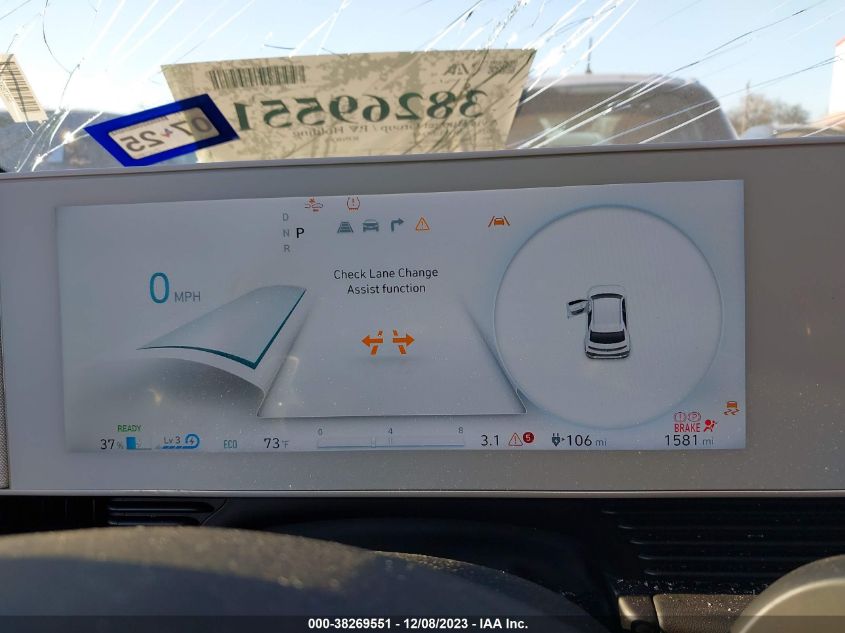 38269551
07 25
D
N P
R
0 MPH
Check Lane Change
Assist function
READY
37% Lv 3 ECO 73°F 0 4 8 3.1 5 106 mi
BRAKE
1581 mi
000-38269551 - 12/08/2023 - IAA Inc.